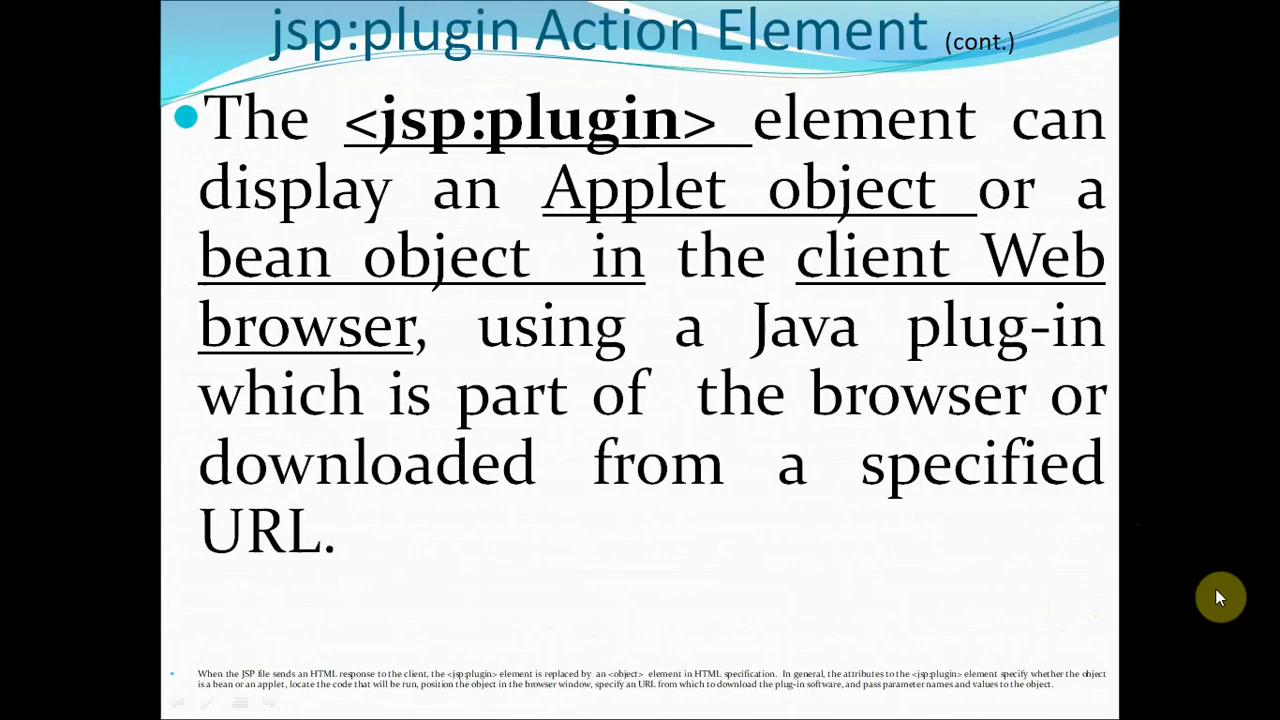 jsp:plugin Action Element (cont.)
•The <jsp:plugin> element can
display an Applet object or a
bean object in the client Web
browser, using a Java plug-in
which is part of the browser or
downloaded from a specified
URL.
• When the JSP file sends an HTML response to the client, the <jsp:plugin> element is replaced by an <object> element in HTML specification. In general, the attributes to the <jsp:plugin> element specify whether the object
is a bean or an applet, locate the code that will be run, position the object in the browser window, specify an URL from which to download the plug-in software, and pass parameter names and values to the object.